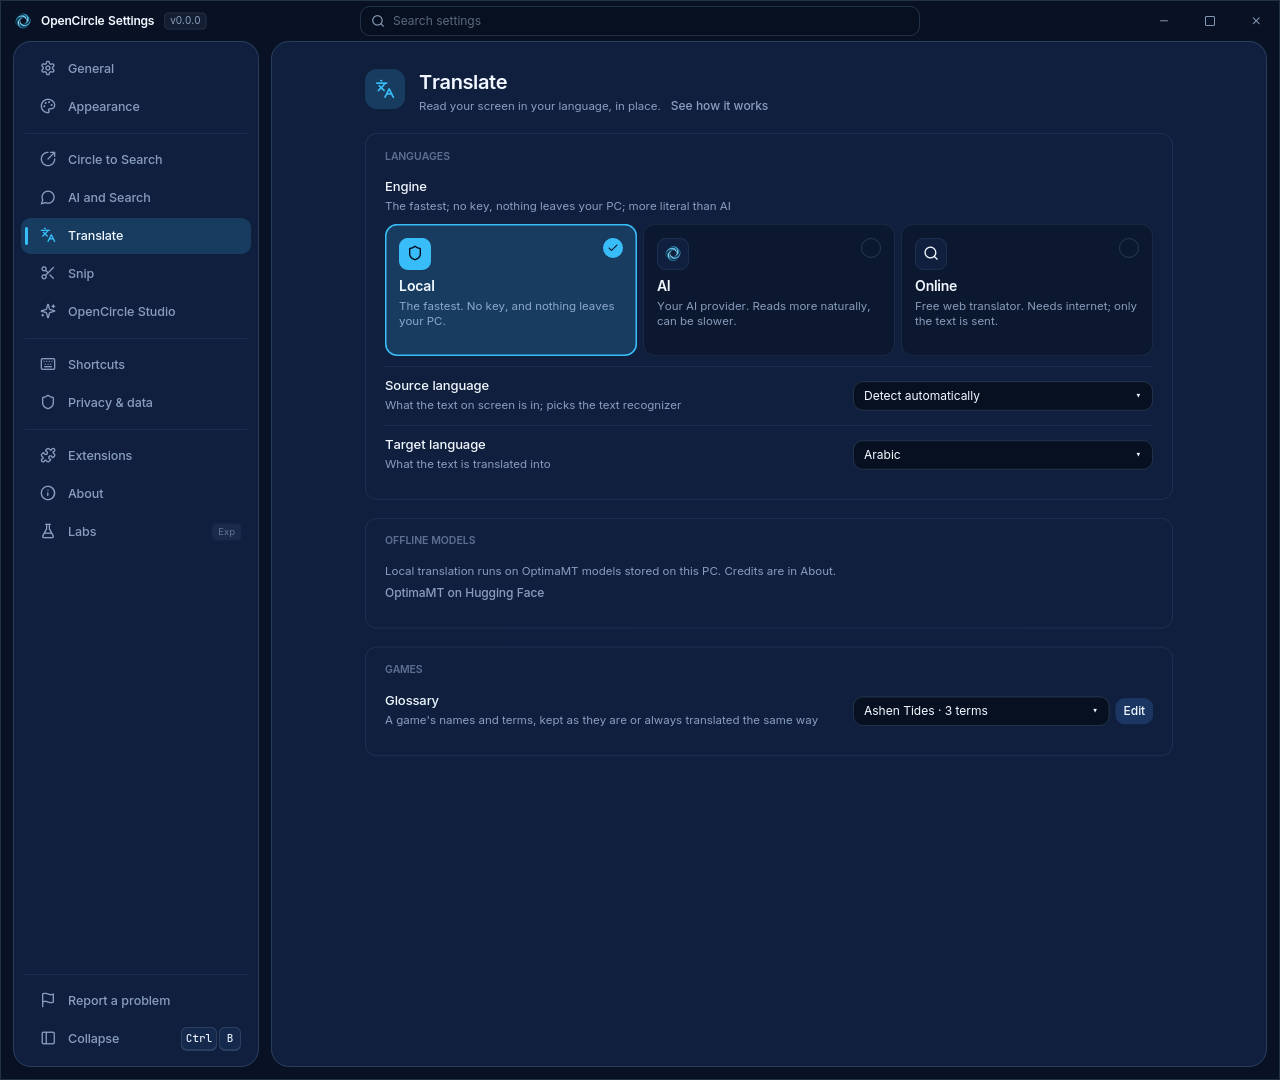 OpenCircle Settings v0.0.0
Search settings
General
Appearance
Circle to Search
AI and Search
Translate
Snip
OpenCircle Studio
Shortcuts
Privacy & data
Extensions
About
Labs Exp
Report a problem
Collapse Ctrl B
Translate
Read your screen in your language, in place. See how it works
LANGUAGES
Engine
The fastest; no key, nothing leaves your PC; more literal than AI
Local
The fastest. No key, and nothing leaves
your PC.
AI
Your AI provider. Reads more naturally,
can be slower.
Online
Free web translator. Needs internet; only
the text is sent.
Source language
What the text on screen is in; picks the text recognizer
Detect automatically
Target language
What the text is translated into
Arabic
OFFLINE MODELS
Local translation runs on OptimaMT models stored on this PC. Credits are in About.
OptimaMT on Hugging Face
GAMES
Glossary
A game's names and terms, kept as they are or always translated the same way
Ashen Tides · 3 terms
Edit